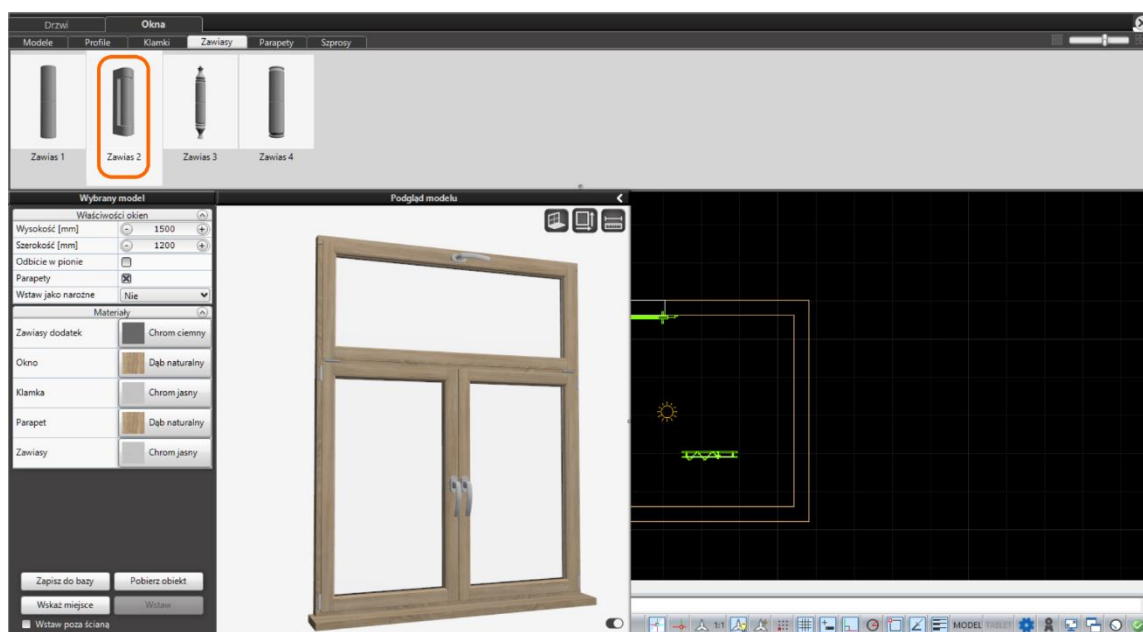 Drzwi Okna
Modele Profile Klamki Zawiasy Parapety Szprosy
Zawias 1 Zawias 2 Zawias 3 Zawias 4
Wybrany model
Podgląd modelu
Właściwości okien
Wysokość [mm] 1500
Szerokość [mm] 1200
Odbicie w pionie
Parapety
Wstaw jako narożne Nie
Materiały
Zawiasy dodatek Chrom ciemny
Okno Dąb naturalny
Klamka Chrom jasny
Parapet Dąb naturalny
Zawiasy Chrom jasny
Zapisz do bazy Pobierz obiekt
Wskaż miejsce Wstaw
Wstaw poza ścianą
1:1 MODEL TABLET